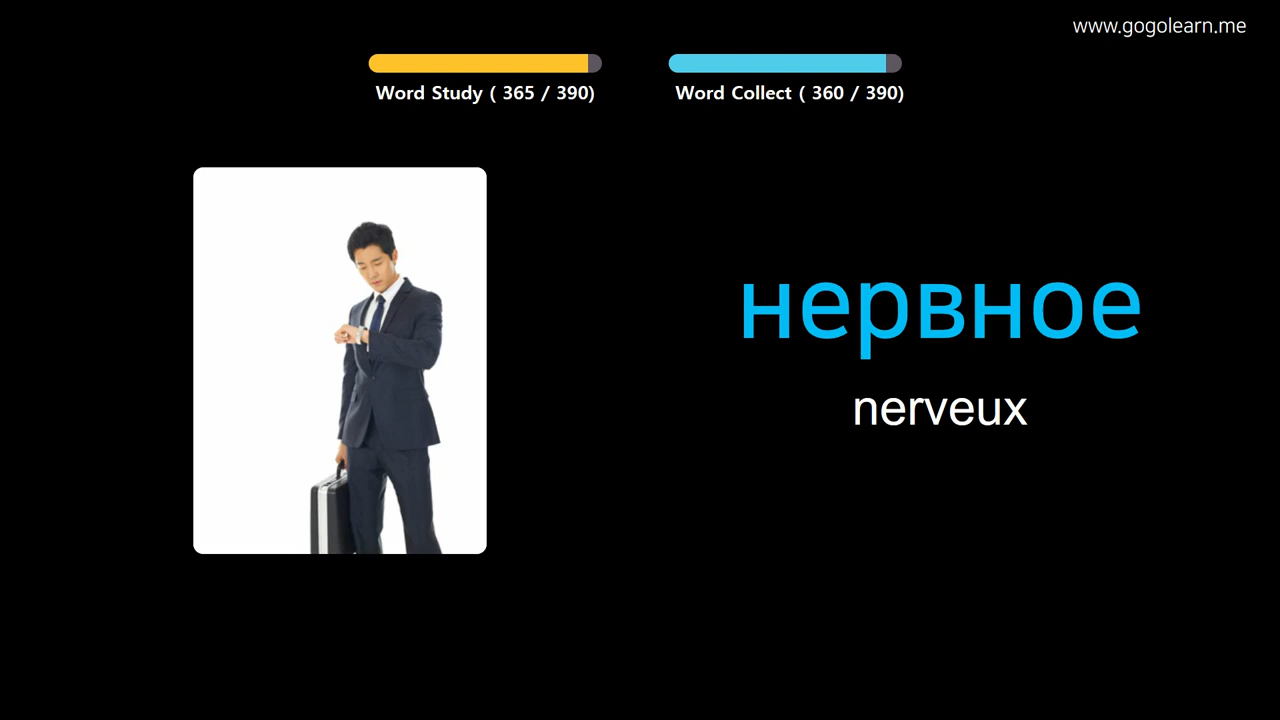 www.gogolearn.me
Word Study ( 365 / 390)
Word Collect ( 360 / 390)
нервное
nerveux